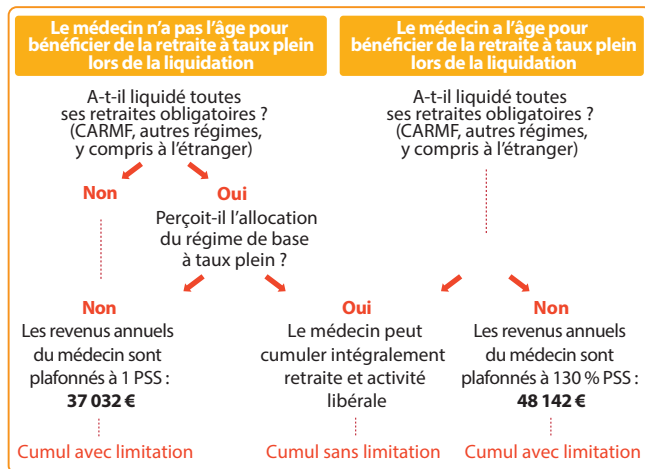 Le médecin n'a pas l'âge pour
bénéficier de la retraite à taux plein
lors de la liquidation
Le médecin a l'âge pour
bénéficier de la retraite à taux plein
lors de la liquidation
A-t-il liquidé toutes
ses retraites obligatoires ?
(CARMF, autres régimes,
y compris à l'étranger)
A-t-il liquidé toutes
ses retraites obligatoires ?
(CARMF, autres régimes,
y compris à l'étranger)
Non
Oui
Perçoit-il l'allocation
du régime de base
à taux plein ?
Non
Les revenus annuels
du médecin sont
plafonnés à 1 PSS :
37 032 €
Oui
Le médecin peut
cumuler intégralement
retraite et activité
libérale
Non
Les revenus annuels
du médecin sont
plafonnés à 130 % PSS :
48 142 €
Cumul avec limitation
Cumul sans limitation
Cumul avec limitation